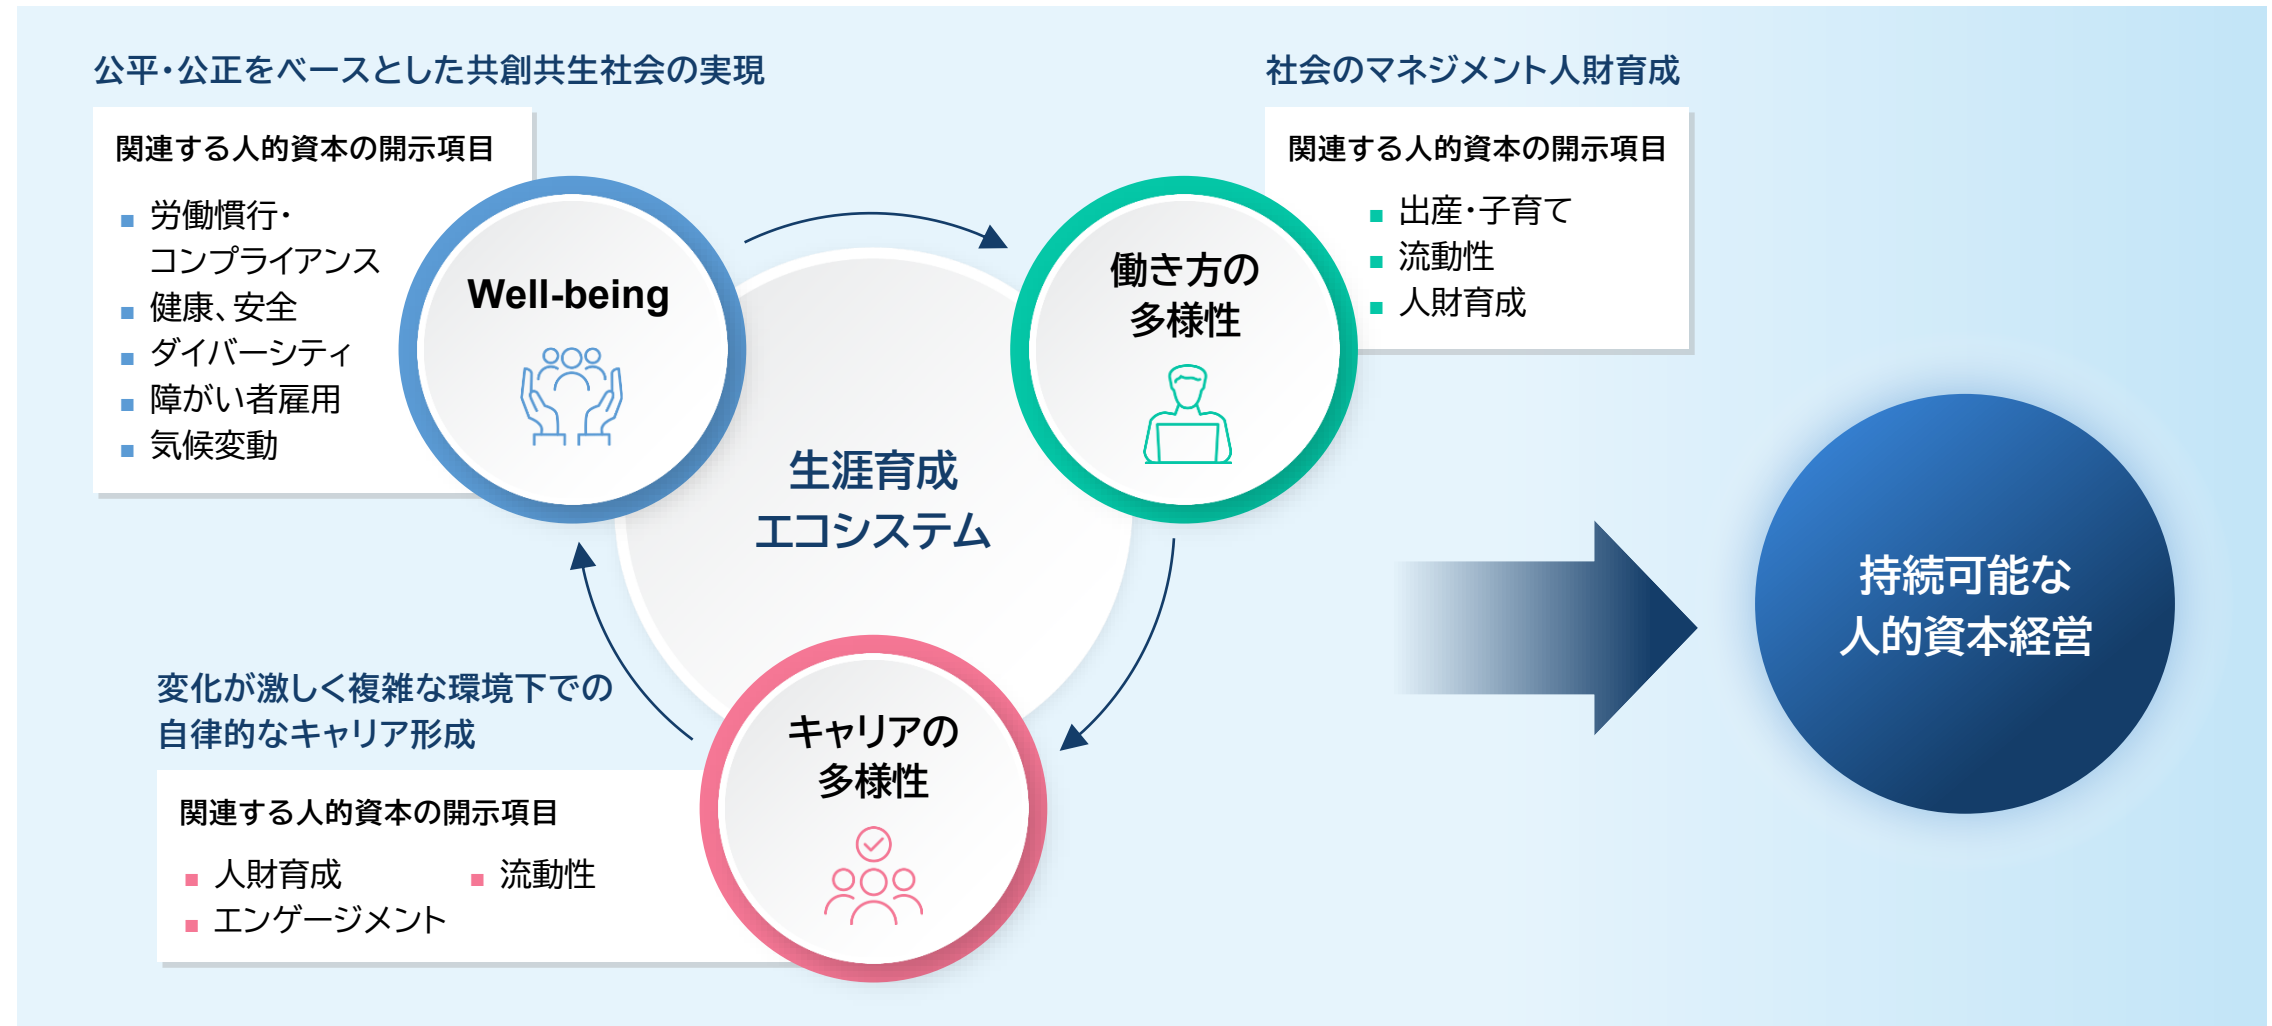 公平・公正をベースとした共創共生社会の実現
関連する人的資本の開示項目
労働慣行・
コンプライアンス
健康、安全
ダイバーシティ
障がい者雇用
気候変動
Well-being
働き方の
多様性
社会のマネジメント人財育成
関連する人的資本の開示項目
出産・子育て
流動性
人財育成
生涯育成
エコシステム
変化が激しく複雑な環境下での
自律的なキャリア形成
関連する人的資本の開示項目
人財育成
流動性
エンゲージメント
キャリアの
多様性
持続可能な
人的資本経営